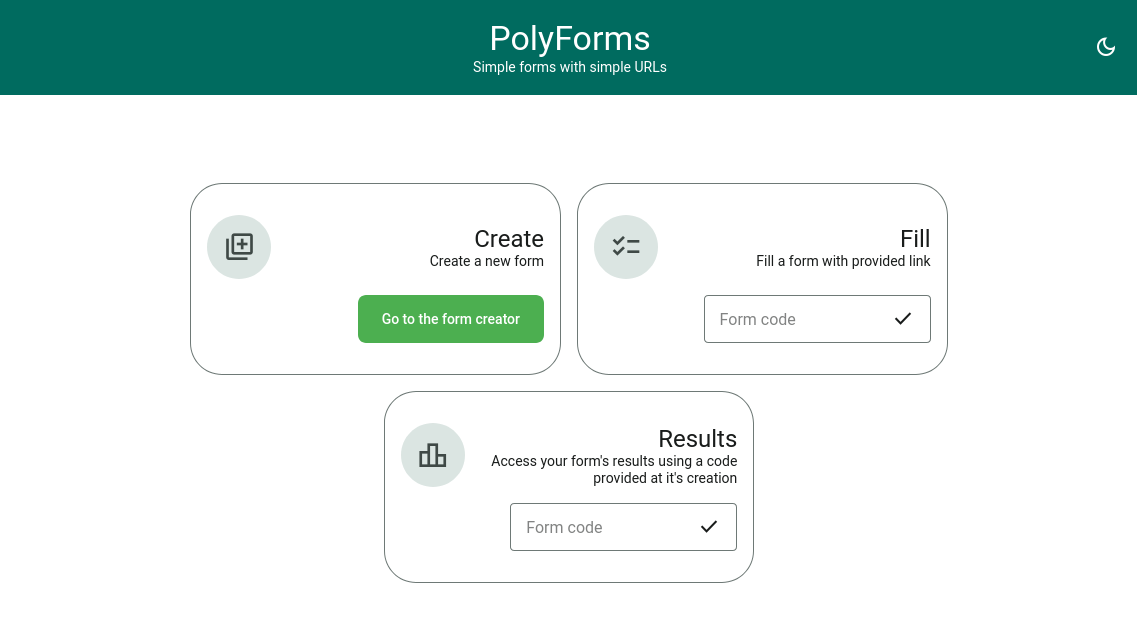 PolyForms
Simple forms with simple URLs
Create
Create a new form
Go to the form creator
Fill
Fill a form with provided link
Form code
Results
Access your form's results using a code
provided at it's creation
Form code